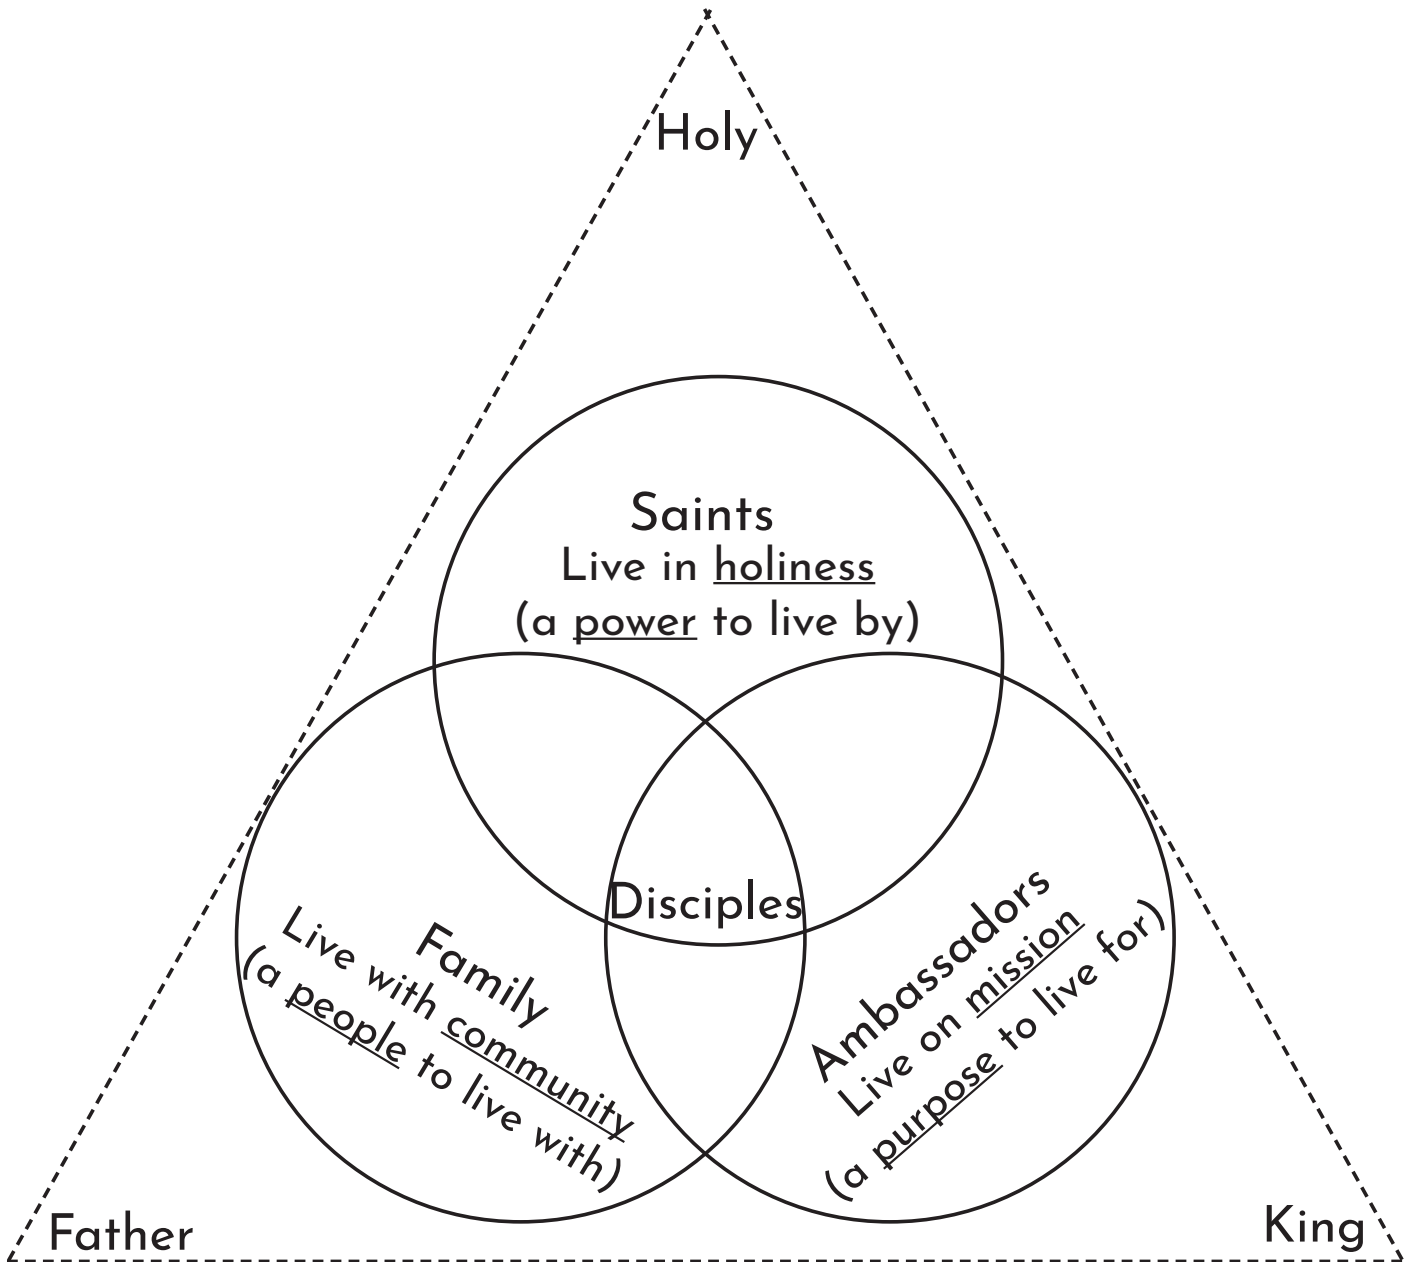 Holy
Saints
Live in holiness
(a power to live by)
Disciples
Family
Live with community
(a people to live with)
Ambassadors
Live on mission
(a purpose to live for)
Father
King